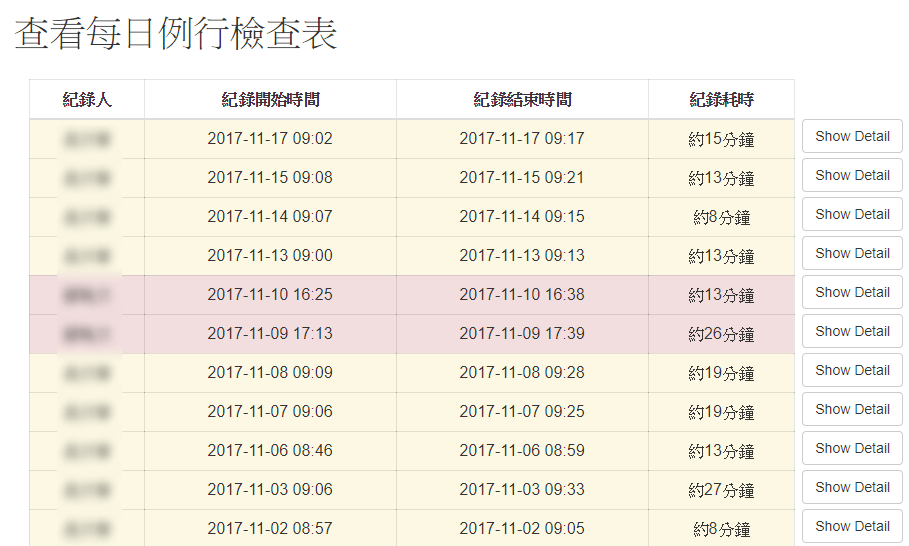 查看每日例行檢查表
紀錄人 紀錄開始時間 紀錄結束時間 紀錄耗時
2017-11-17 09:02 2017-11-17 09:17 約15分鐘 Show Detail
2017-11-15 09:08 2017-11-15 09:21 約13分鐘 Show Detail
2017-11-14 09:07 2017-11-14 09:15 約8分鐘 Show Detail
2017-11-13 09:00 2017-11-13 09:13 約13分鐘 Show Detail
2017-11-10 16:25 2017-11-10 16:38 約13分鐘 Show Detail
2017-11-09 17:13 2017-11-09 17:39 約26分鐘 Show Detail
2017-11-08 09:09 2017-11-08 09:28 約19分鐘 Show Detail
2017-11-07 09:06 2017-11-07 09:25 約19分鐘 Show Detail
2017-11-06 08:46 2017-11-06 08:59 約13分鐘 Show Detail
2017-11-03 09:06 2017-11-03 09:33 約27分鐘 Show Detail
2017-11-02 08:57 2017-11-02 09:05 約8分鐘 Show Detail